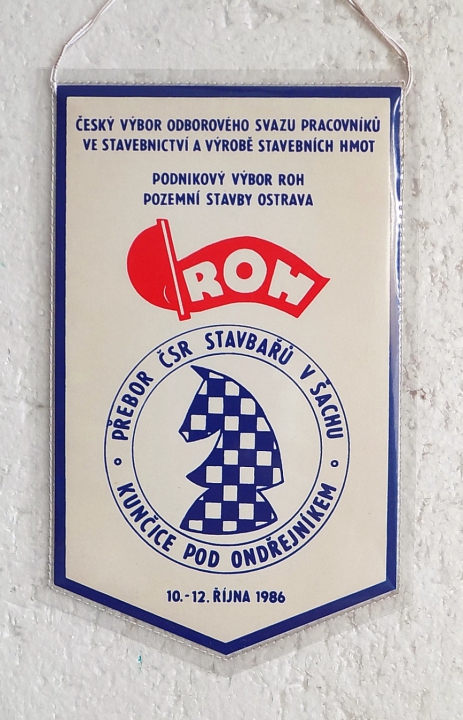 ČESKÝ VÝBOR ODBOROVÉHO SVAZU PRACOVNÍKŮ
VE STAVEBNICTVÍ A VÝROBĚ STAVEBNÍCH HMOT
PODNIKOVÝ VÝBOR ROH
POZEMNÍ STAVBY OSTRAVA
ROH
PŘEBOR ČSR STAVBAŘŮ V ŠACHU
KUNČICE POD ONDŘEJNÍKEM
10.-12. ŘÍJNA 1986